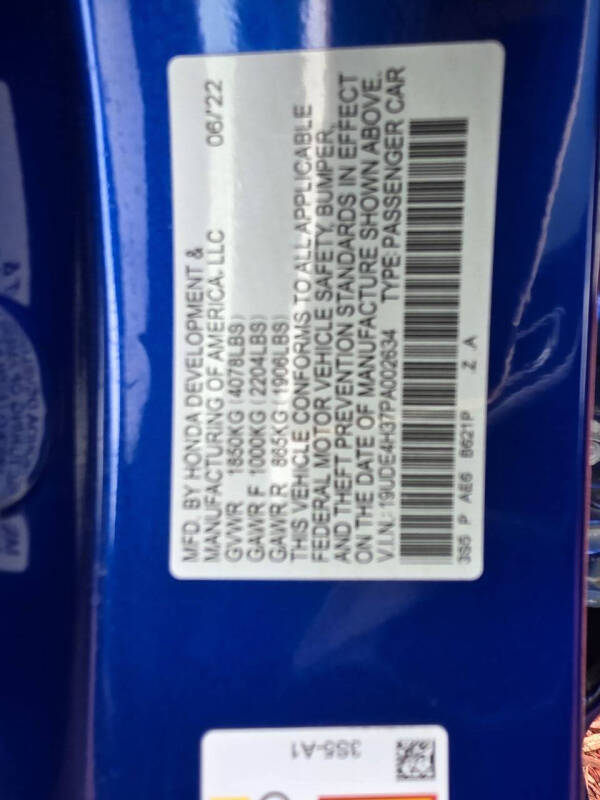 MFD. BY HONDA DEVELOPMENT &
MANUFACTURING OF AMERICA, LLC 06/22
GVWR 1850KG (4078LBS)
GAWR F 1000KG (2204LBS)
GAWR R 865KG (1906LBS)
THIS VEHICLE CONFORMS TO ALL APPLICABLE
FEDERAL MOTOR VEHICLE SAFETY, BUMPER,
AND THEFT PREVENTION STANDARDS IN EFFECT
ON THE DATE OF MANUFACTURE SHOWN ABOVE.
V.I.N.: 19UDE4H37PA002634 TYPE: PASSENGER CAR
3S5 P AE6 B621P Z A
3S5-A1